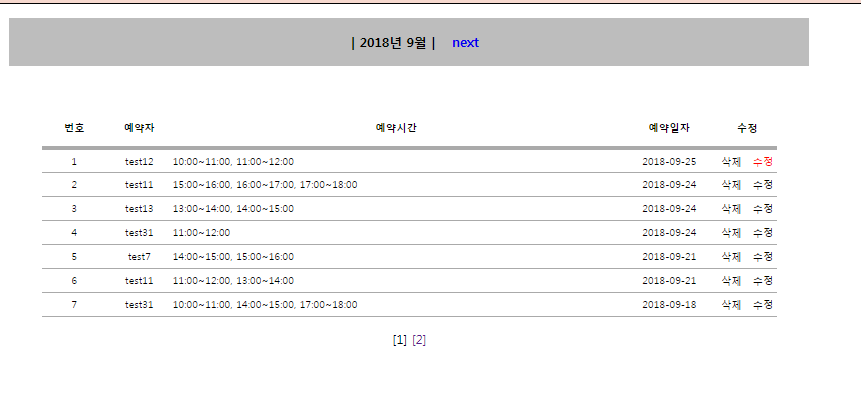 | 2018년 9월 | next
번호 예약자 예약시간 예약일자 수정
1 test12 10:00~11:00, 11:00~12:00 2018-09-25 삭제 수정
2 test11 15:00~16:00, 16:00~17:00, 17:00~18:00 2018-09-24 삭제 수정
3 test13 13:00~14:00, 14:00~15:00 2018-09-24 삭제 수정
4 test31 11:00~12:00 2018-09-24 삭제 수정
5 test7 14:00~15:00, 15:00~16:00 2018-09-21 삭제 수정
6 test11 11:00~12:00, 13:00~14:00 2018-09-21 삭제 수정
7 test31 10:00~11:00, 14:00~15:00, 17:00~18:00 2018-09-18 삭제 수정
[1] [2]